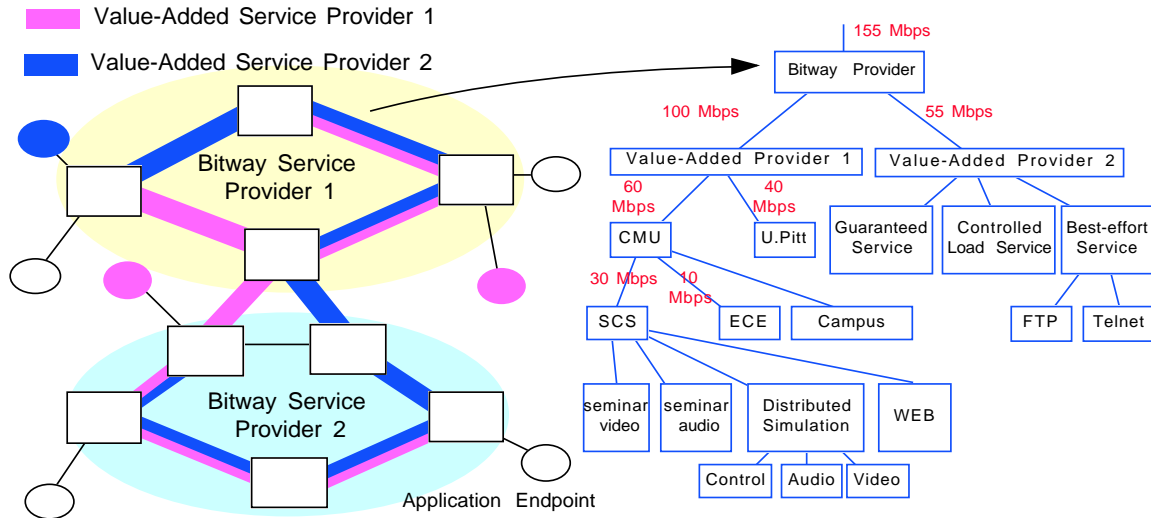 Value-Added Service Provider 1
Value-Added Service Provider 2
Bitway Service
Provider 1
Bitway Service
Provider 2
Application Endpoint
155 Mbps
Bitway Provider
100 Mbps
55 Mbps
Value-Added Provider 1
Value-Added Provider 2
60
Mbps
40
Mbps
CMU
U.Pitt
Guaranteed
Service
Controlled
Load Service
Best-effort
Service
30 Mbps
10
Mbps
SCS
ECE
Campus
FTP
Telnet
seminar
video
seminar
audio
Distributed
Simulation
WEB
Control
Audio
Video